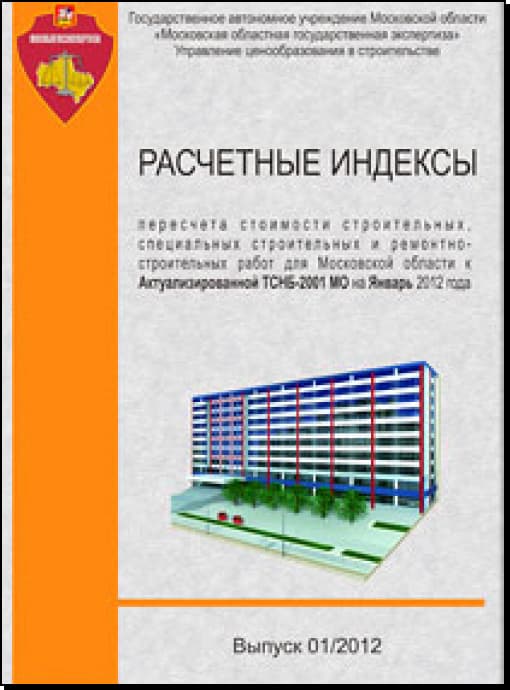 Государственное автономное учреждение Московской области
«Московская областная государственная экспертиза»
Управление ценообразования в строительстве
РАСЧЕТНЫЕ ИНДЕКСЫ
пересчета стоимости строительных,
специальных строительных и ремонтно-
строительных работ для Московской области к
Актуализированной ТСНБ-2001 МО на Январь 2012 года
Выпуск 01/2012